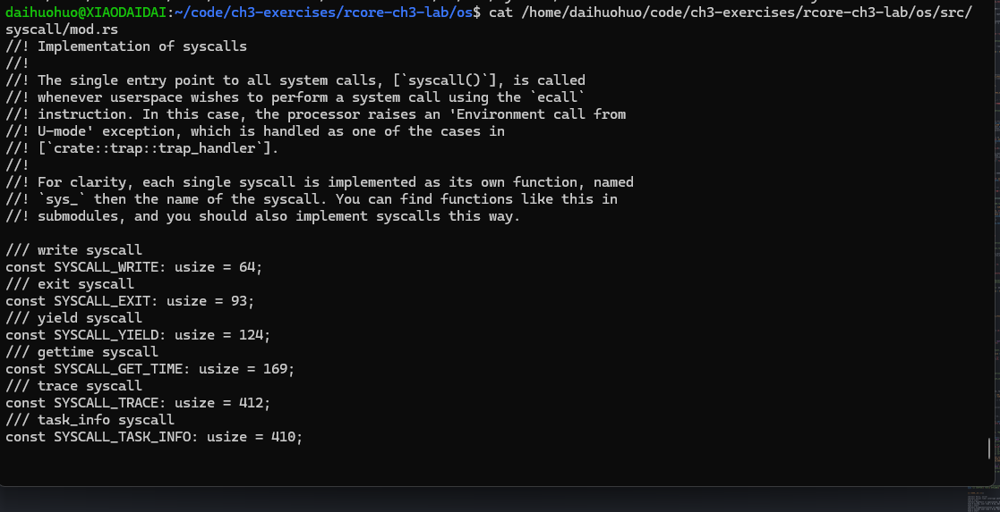 daihuohuo@XIAODAIDAI:~/code/ch3-exercises/rcore-ch3-lab/os$ cat /home/daihuohuo/code/ch3-exercises/rcore-ch3-lab/os/src/
syscall/mod.rs
//! Implementation of syscalls
//!
//! The single entry point to all system calls, [`syscall()`], is called
//! whenever userspace wishes to perform a system call using the `ecall`
//! instruction. In this case, the processor raises an 'Environment call from
//! U-mode' exception, which is handled as one of the cases in
//! [`crate::trap::trap_handler`].
//!
//! For clarity, each single syscall is implemented as its own function, named
//! `sys_` then the name of the syscall. You can find functions like this in
//! submodules, and you should also implement syscalls this way.

/// write syscall
const SYSCALL_WRITE: usize = 64;
/// exit syscall
const SYSCALL_EXIT: usize = 93;
/// yield syscall
const SYSCALL_YIELD: usize = 124;
/// gettime syscall
const SYSCALL_GET_TIME: usize = 169;
/// trace syscall
const SYSCALL_TRACE: usize = 412;
/// task_info syscall
const SYSCALL_TASK_INFO: usize = 410;